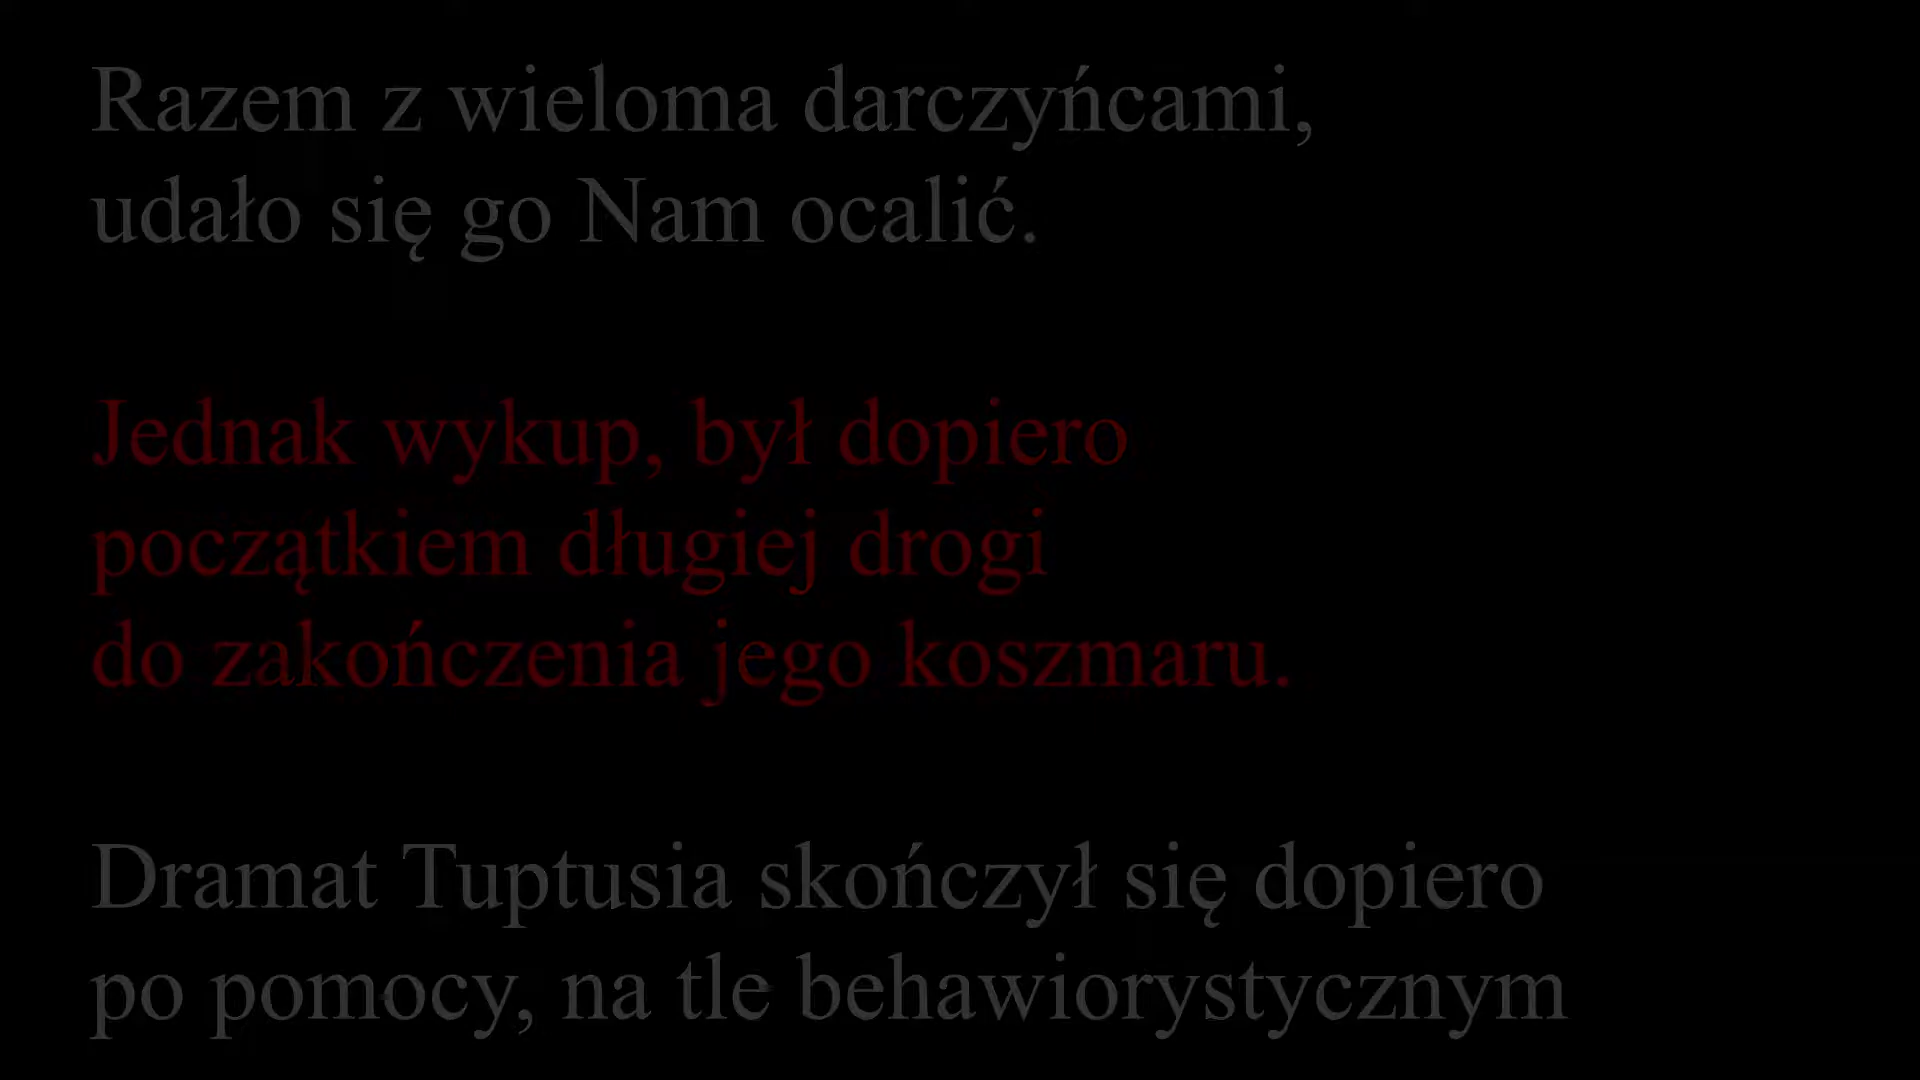 Razem z wieloma darczyńcami,
udało się go Nam ocalić.
Jednak wykup, był dopiero
początkiem długiej drogi
do zakończenia jego koszmaru.
Dramat Tuptusia skończył się dopiero
po pomocy, na tle behawiorystycznym